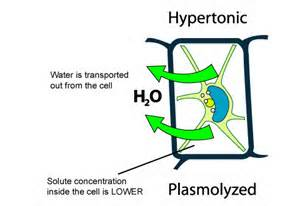 Hypertonic
Water is transported
out from the cell
H₂O
Solute concentration
inside the cell is LOWER
Plasmolyzed